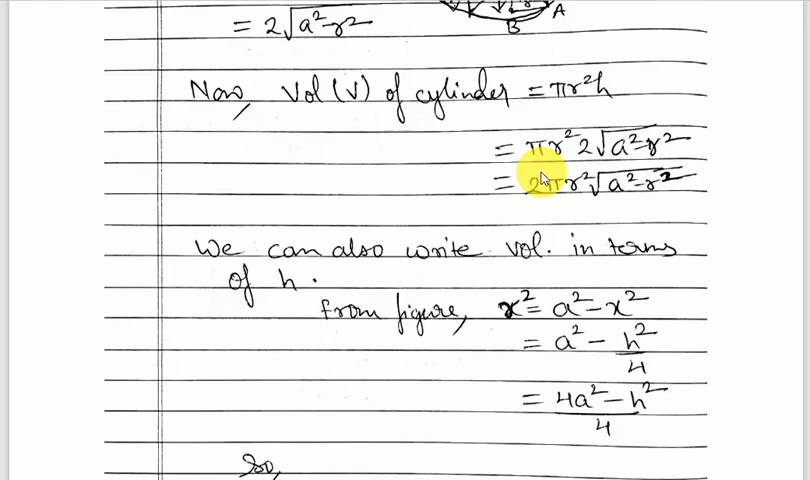 = 2√a²-r²
A
B
Now, Vol (V) of cylinder = πr²h
= πr² 2√a²-r²
= 2πr²√a²-r²
We can also write vol. in terms
of h.
from figure, r² = a² - x²
= a² - h²/4
= 4a² - h²/4
So,